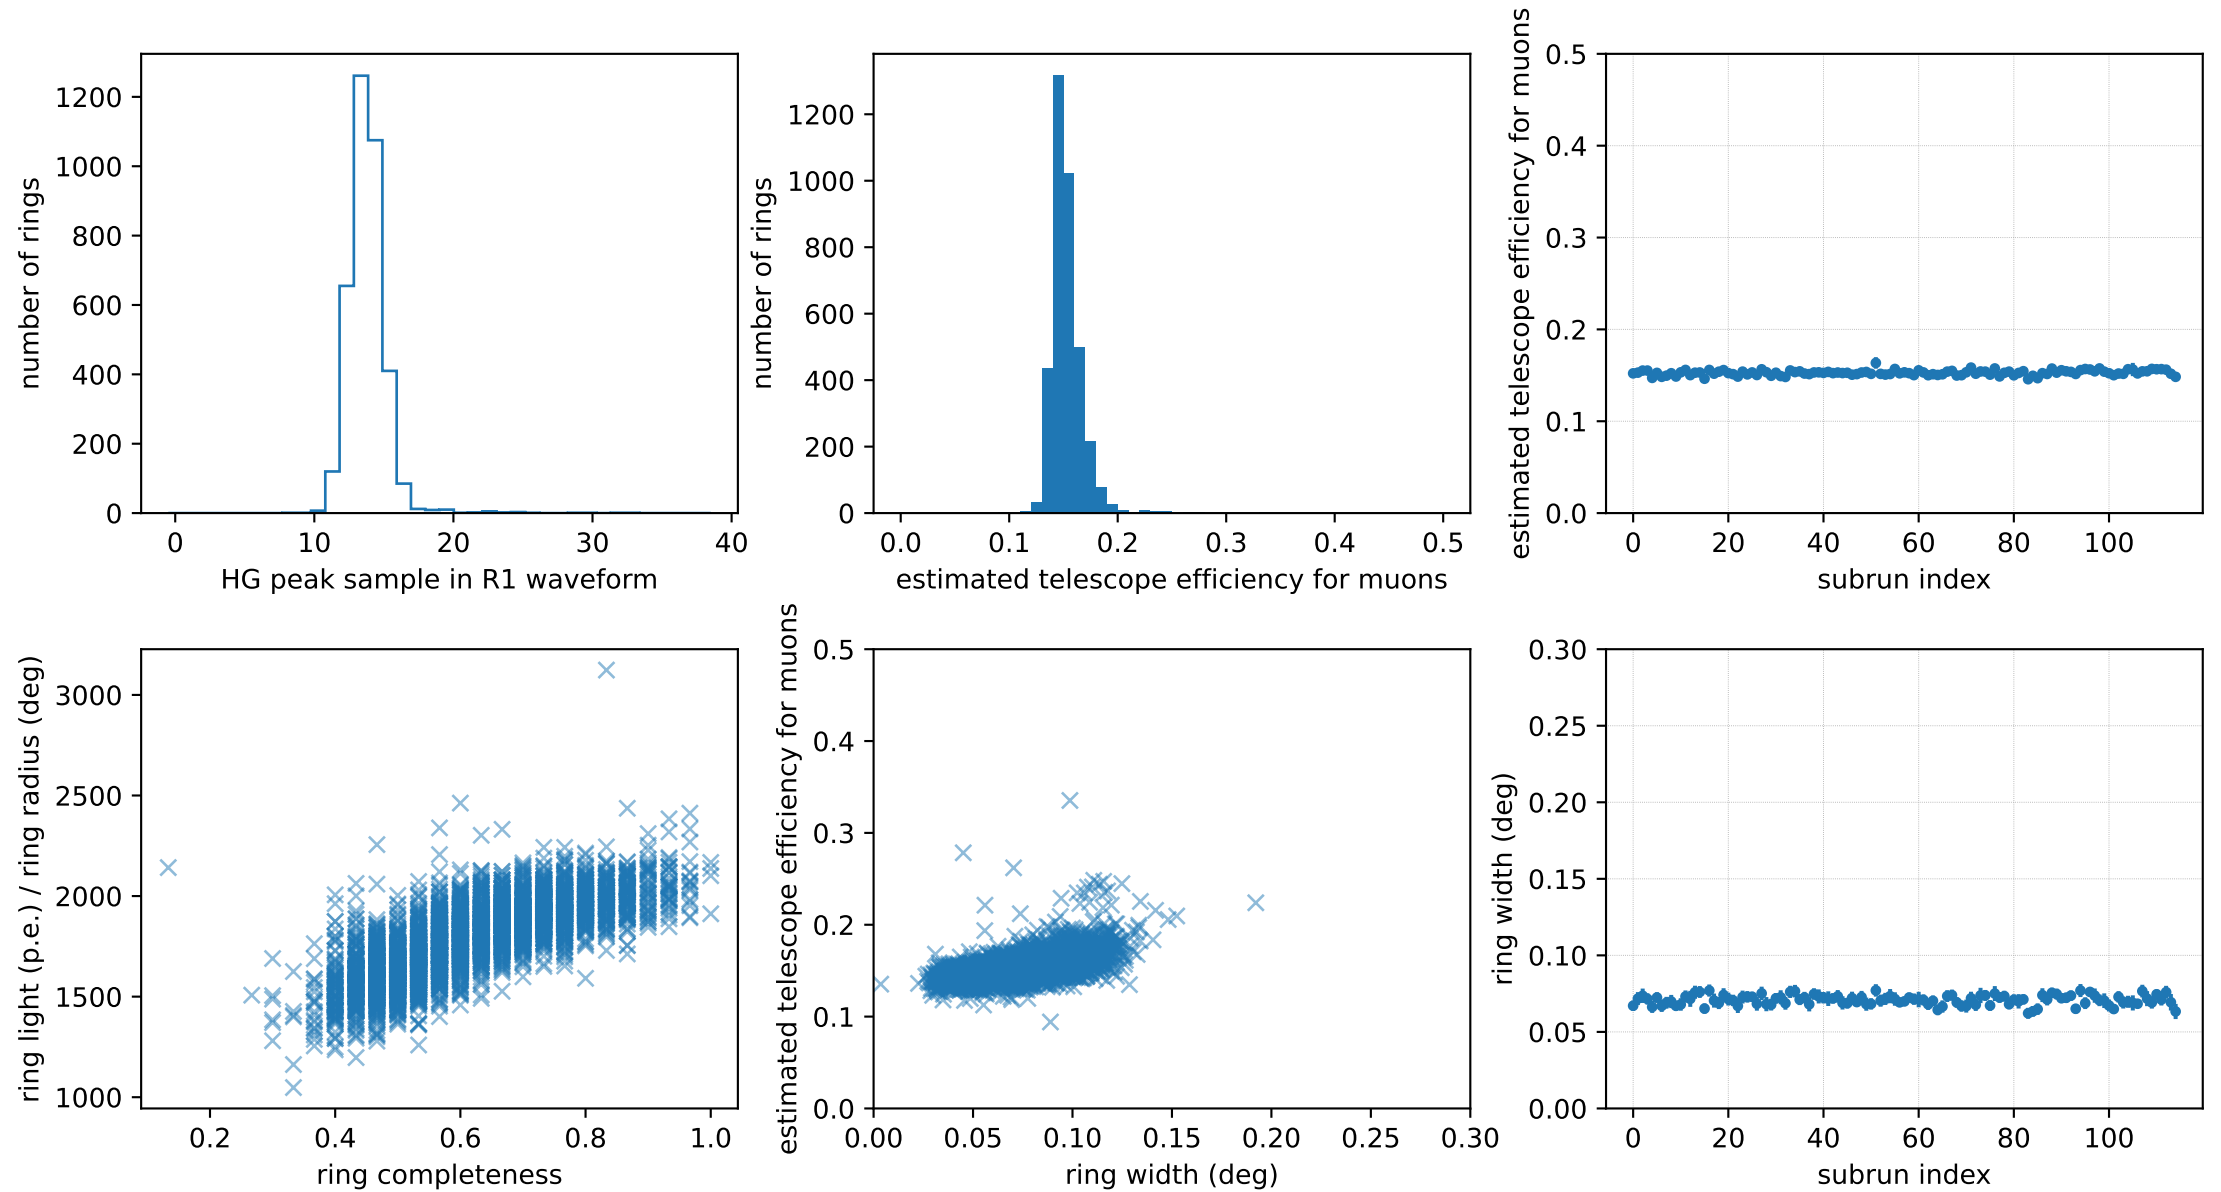 number of rings
1200
1000
800
600
400
200
0
0 10 20 30 40
HG peak sample in R1 waveform
number of rings
1200
1000
800
600
400
200
0
0.0 0.1 0.2 0.3 0.4 0.5
estimated telescope efficiency for muons
estimated telescope efficiency for muons
0.5
0.4
0.3
0.2
0.1
0.0
0 20 40 60 80 100
subrun index
ring light (p.e.) / ring radius (deg)
3000
2500
2000
1500
1000
0.2 0.4 0.6 0.8 1.0
ring completeness
estimated telescope efficiency for muons
0.5
0.4
0.3
0.2
0.1
0.0
0.00 0.05 0.10 0.15 0.20 0.25 0.30
ring width (deg)
ring width (deg)
0.30
0.25
0.20
0.15
0.10
0.05
0.00
0 20 40 60 80 100
subrun index